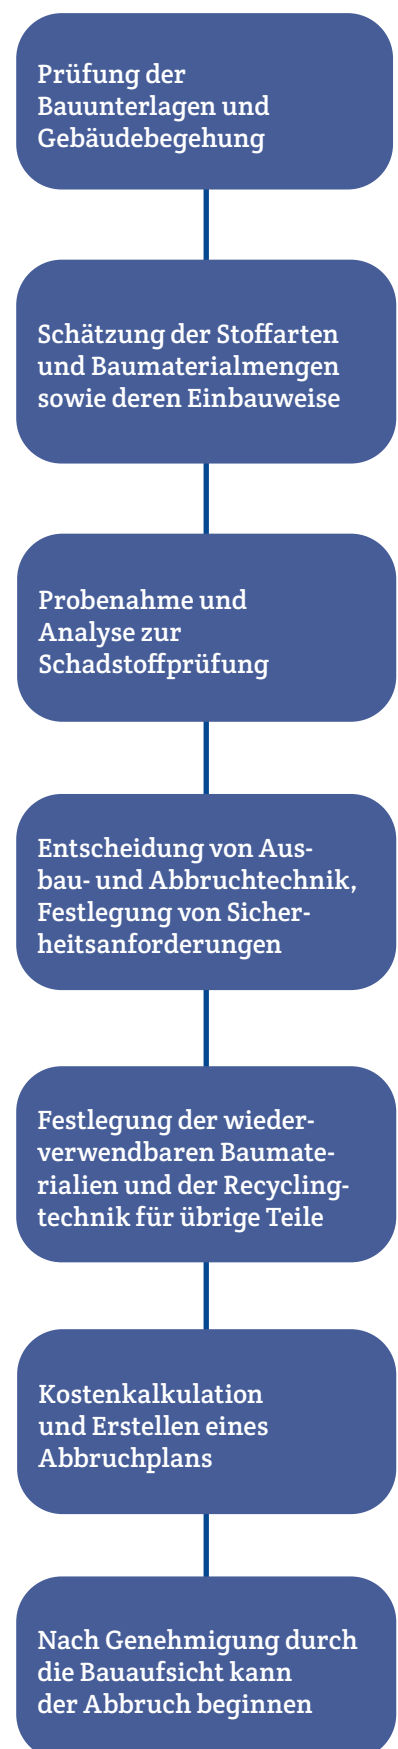 Prüfung der
Bauunterlagen und
Gebäudebegehung
Schätzung der Stoffarten
und Baumaterialmengen
sowie deren Einbauweise
Probenahme und
Analyse zur
Schadstoffprüfung
Entscheidung von Aus-
bau- und Abbruchtechnik,
Festlegung von Sicher-
heitsanforderungen
Festlegung der wieder-
verwendbaren Baumate-
rialien und der Recycling-
technik für übrige Teile
Kostenkalkulation
und Erstellen eines
Abbruchplans
Nach Genehmigung durch
die Bauaufsicht kann
der Abbruch beginnen